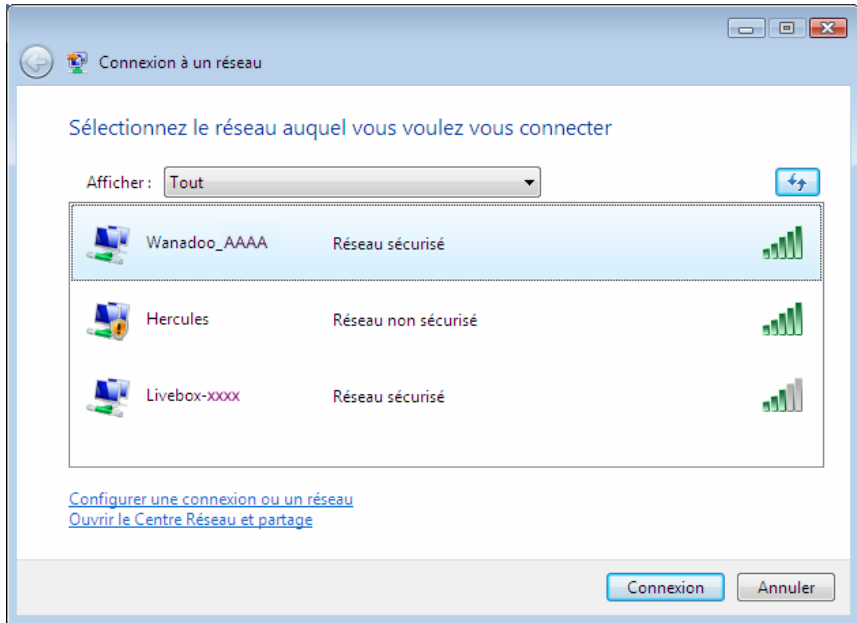 Connexion à un réseau
Sélectionnez le réseau auquel vous voulez vous connecter
Afficher : Tout
Wanadoo_AAAA Réseau sécurisé
Hercules Réseau non sécurisé
Livebox-xxxx Réseau sécurisé
Configurer une connexion ou un réseau
Ouvrir le Centre Réseau et partage
Connexion Annuler